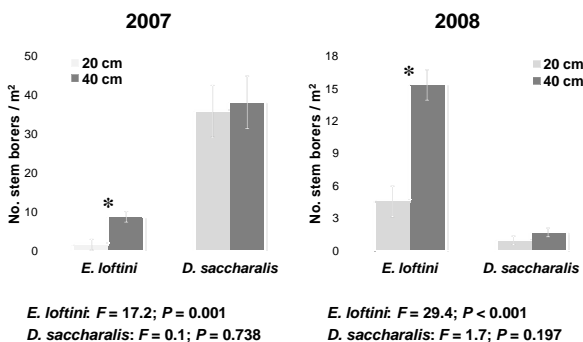 2007
No. stem borers / m²
50
40
30
20
10
0
20 cm
40 cm
*
E. loftini
D. saccharalis
E. loftini: F = 17.2; P = 0.001
D. saccharalis: F = 0.1; P = 0.738
2008
No. stem borers / m²
18
15
12
9
6
3
0
20 cm
40 cm
*
E. loftini
D. saccharalis
E. loftini: F = 29.4; P < 0.001
D. saccharalis: F = 1.7; P = 0.197